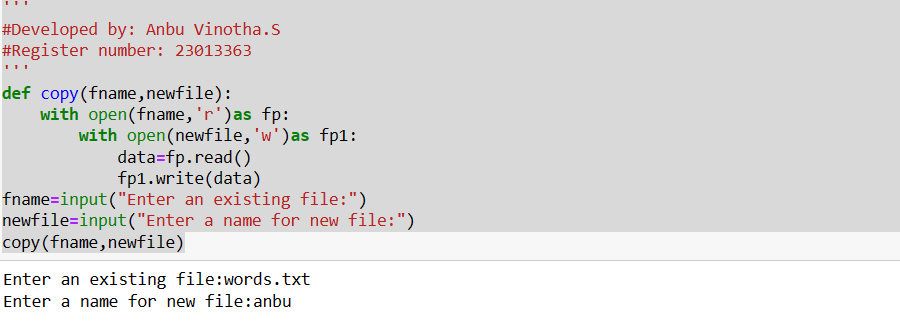 '''
#Developed by: Anbu Vinotha.S
#Register number: 23013363
'''
def copy(fname,newfile):
    with open(fname,'r')as fp:
        with open(newfile,'w')as fp1:
            data=fp.read()
            fp1.write(data)
fname=input("Enter an existing file:")
newfile=input("Enter a name for new file:")
copy(fname,newfile)
Enter an existing file:words.txt
Enter a name for new file:anbu